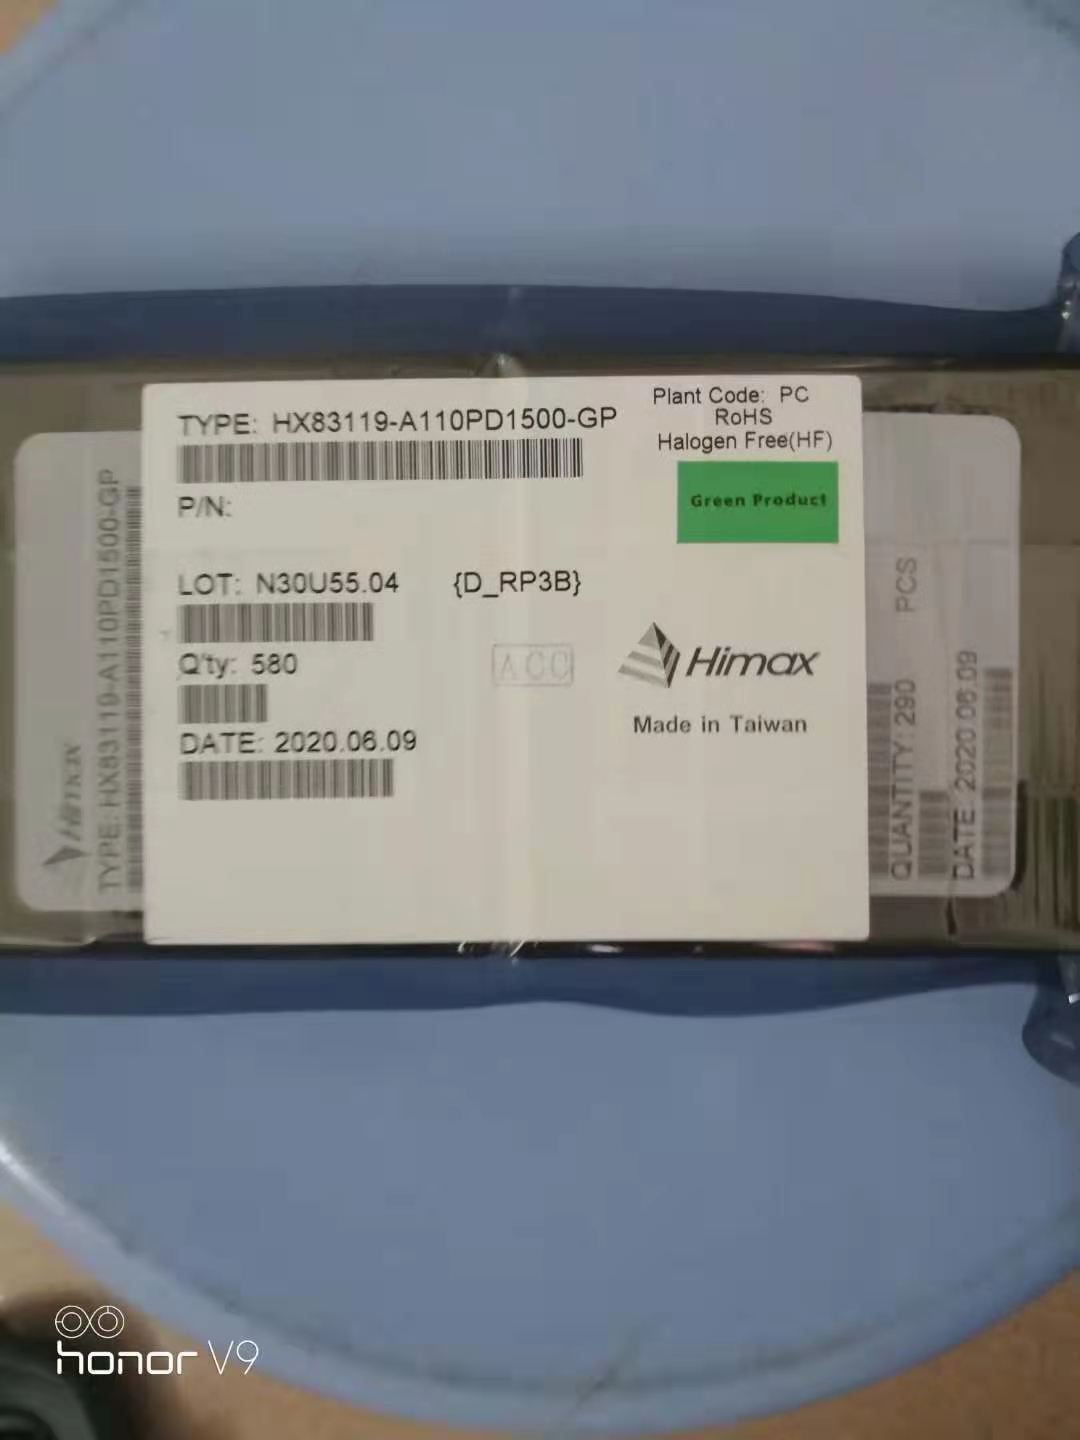 TYPE: HX83119-A110PD1500-GP
Plant Code: PC
RoHS
Halogen Free(HF)
Green Product
P/N:
LOT: N30U55.04 {D_RP3B}
Q'ty: 580
ACC
Himax
Made in Taiwan
DATE: 2020.06.09
Himax
TYPE: HX83119-A110PD1500-GP
QUANTITY: 290 PCS
DATE: 2020.06.09
honor V9